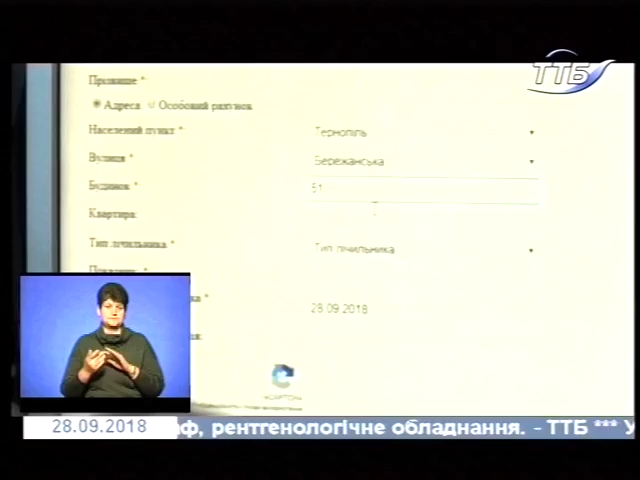 ТТБ
Прізвище *
Адреса Особовий рахунок
Населений пункт *
Тернопіль
Вулиця *
Бережанська
Будинок *
51
Квартира
Тип лічильника *
Тип лічильника
28.09.2018
28.09.2018
аф, рентгенологічне обладнання. - ТТБ *** У